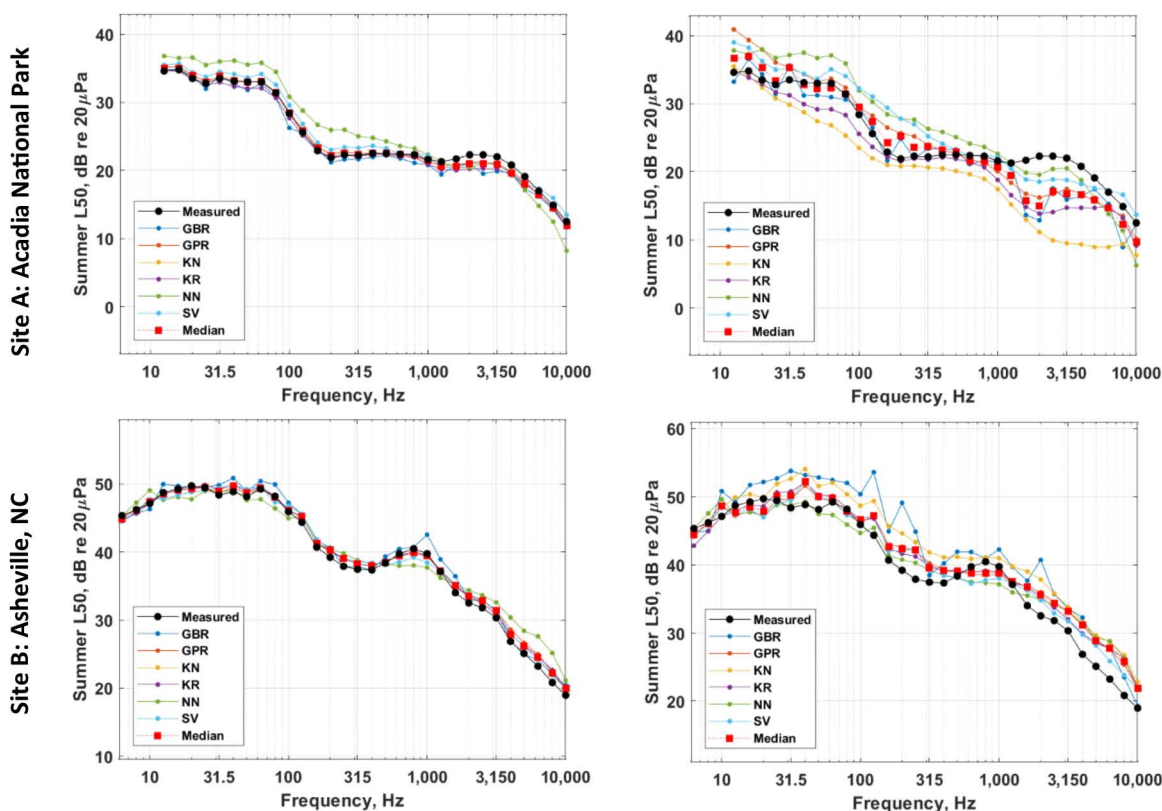 Site A: Acadia National Park
Summer L50, dB re 20μPa
40
30
20
10
0
Measured
GBR
GPR
KN
KR
NN
SV
Median
10 31.5 100 315 1,000 3,150 10,000
Frequency, Hz
Summer L50, dB re 20μPa
40
30
20
10
0
Measured
GBR
GPR
KN
KR
NN
SV
Median
10 31.5 100 315 1,000 3,150 10,000
Frequency, Hz
Site B: Asheville, NC
Summer L50, dB re 20μPa
50
40
30
20
10
Measured
GBR
GPR
KN
KR
NN
SV
Median
10 31.5 100 315 1,000 3,150 10,000
Frequency, Hz
Summer L50, dB re 20μPa
60
50
40
30
20
Measured
GBR
GPR
KN
KR
NN
SV
Median
10 31.5 100 315 1,000 3,150 10,000
Frequency, Hz